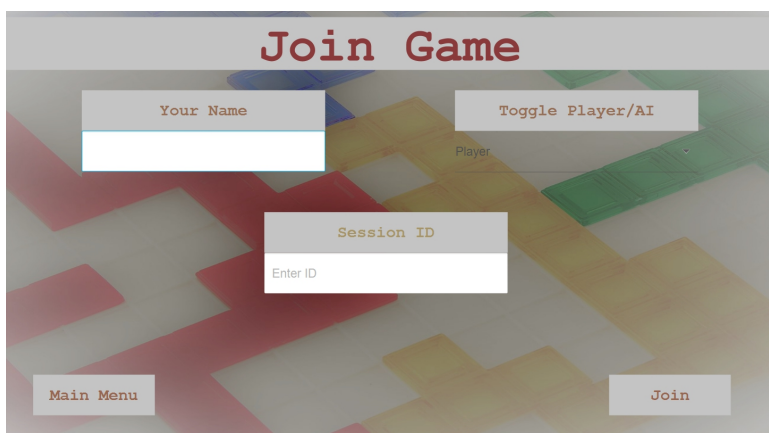 Join Game
Your Name
Toggle Player/AI
Player
Session ID
Enter ID
Main Menu
Join